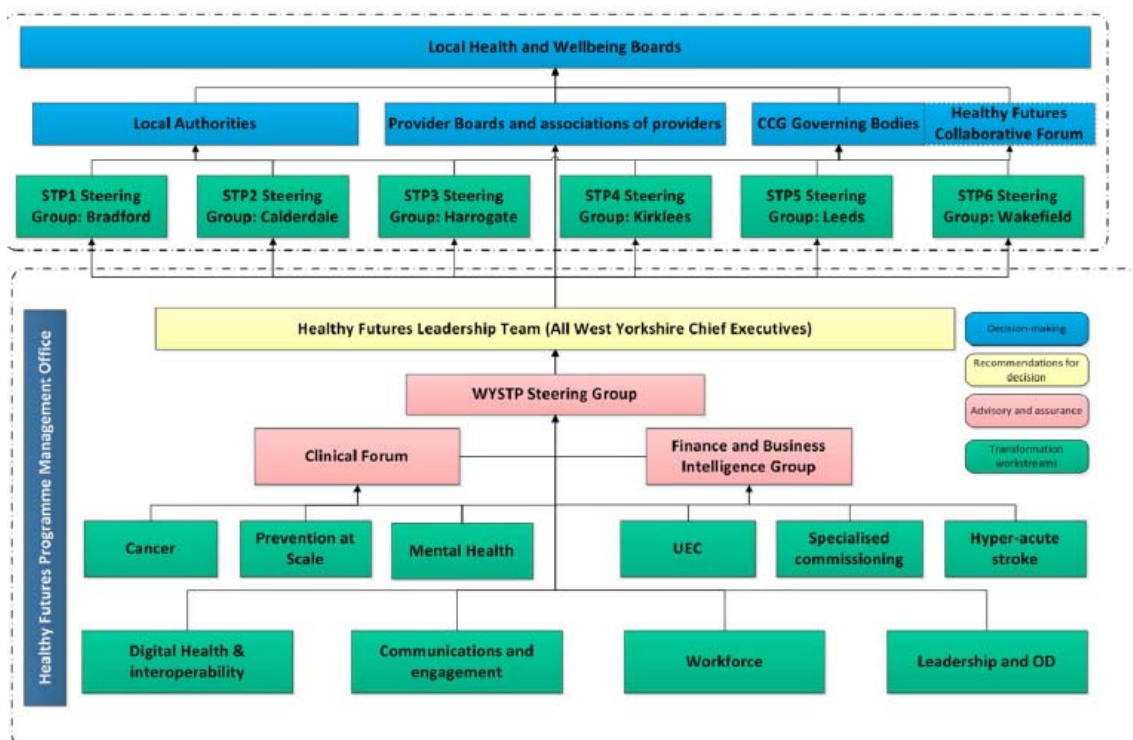 Local Health and Wellbeing Boards
Local Authorities
Provider Boards and associations of providers
CCG Governing Bodies
Healthy Futures
Collaborative Forum
STP1 Steering
Group: Bradford
STP2 Steering
Group: Calderdale
STP3 Steering
Group: Harrogate
STP4 Steering
Group: Kirklees
STP5 Steering
Group: Leeds
STP6 Steering
Group: Wakefield
Healthy Futures Programme Management Office
Healthy Futures Leadership Team (All West Yorkshire Chief Executives)
Decision-making
Recommendations for
decision
Advisory and assurance
Transformation
workstreams
WYSTP Steering Group
Clinical Forum
Finance and Business
Intelligence Group
Cancer
Prevention at
Scale
Mental Health
UEC
Specialised
commissioning
Hyper-acute
stroke
Digital Health &
interoperability
Communications and
engagement
Workforce
Leadership and OD